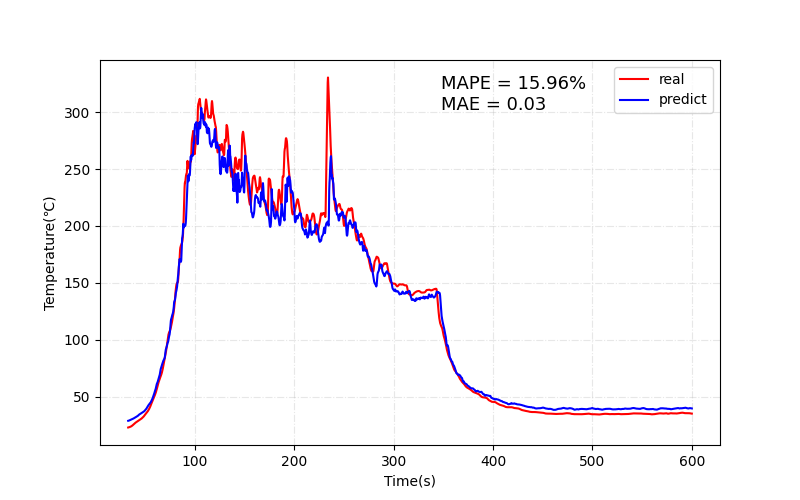 MAPE = 15.96%
MAE = 0.03
real
predict
Temperature(℃)
300
250
200
150
100
50
100
200
300
400
500
600
Time(s)